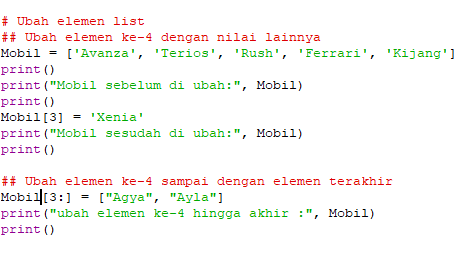 # Ubah elemen list
## Ubah elemen ke-4 dengan nilai lainnya
Mobil = ['Avanza', 'Terios', 'Rush', 'Ferrari', 'Kijang']
print()
print("Mobil sebelum di ubah:", Mobil)
print()
Mobil[3] = 'Xenia'
print("Mobil sesudah di ubah:", Mobil)
print()
## Ubah elemen ke-4 sampai dengan elemen terakhir
Mobil[3:] = ["Agya", "Ayla"]
print("ubah elemen ke-4 hingga akhir :", Mobil)
print()